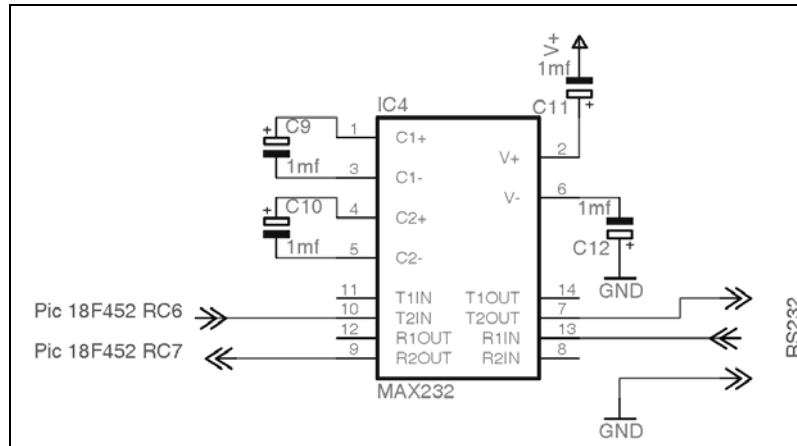 V+
1mf
C11
+
IC4
+
C9
1mf
1
C1+
3
C1-
+
C10
1mf
4
C2+
5
C2-
2
V+
6
V-
1mf
C12
+
GND
Pic 18F452 RC6
Pic 18F452 RC7
11
T1IN
T1OUT
14
10
T2IN
T2OUT
7
12
R1OUT
R1IN
13
9
R2OUT
R2IN
8
MAX232
RS232
GND